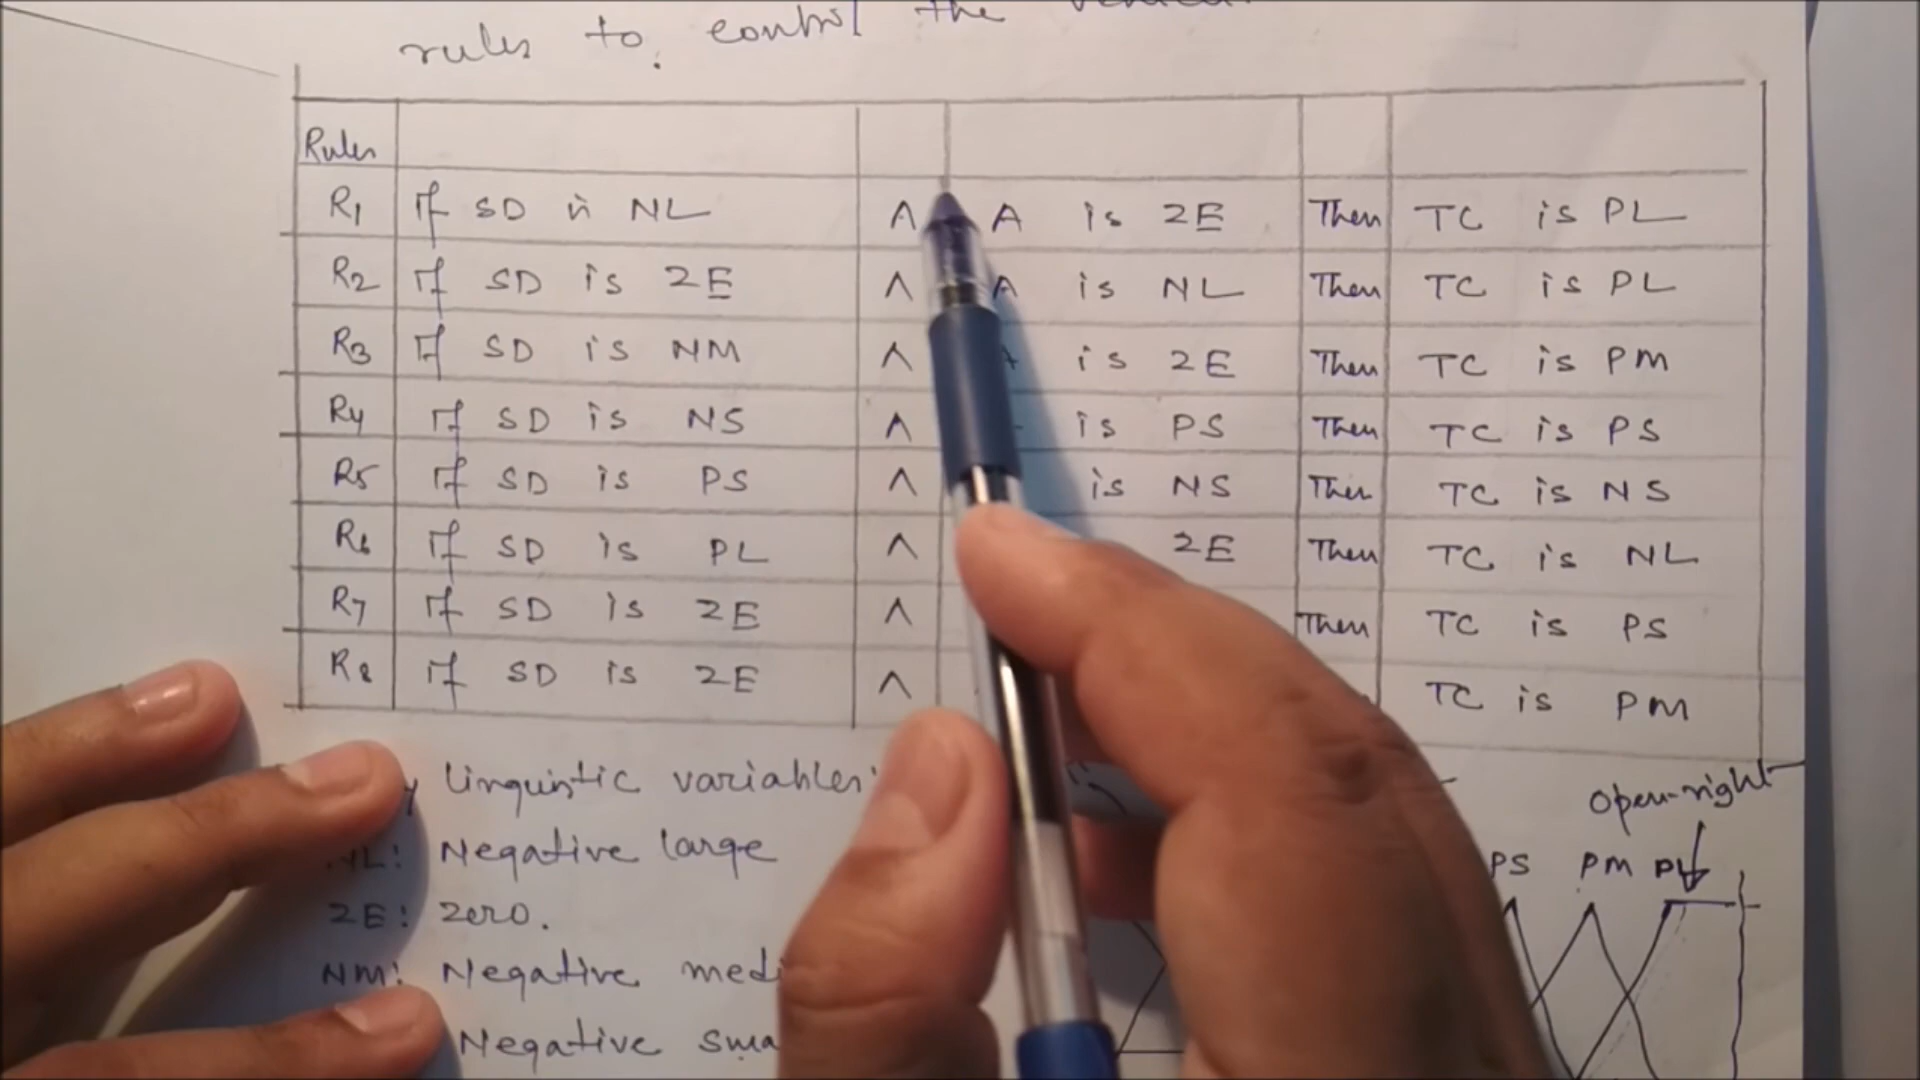 rules to control the
Rules
R1 If SD is NL ∧ A is ZE Then TC is PL
R2 If SD is ZE ∧ A is NL Then TC is PL
R3 If SD is NM ∧ A is ZE Then TC is PM
R4 If SD is NS ∧ is PS Then TC is PS
R5 If SD is PS ∧ is NS Then TC is NS
R6 If SD is PL ∧ ZE Then TC is NL
R7 If SD is ZE ∧ Then TC is PS
R8 If SD is ZE ∧ TC is PM
linguistic variables:
Open-right
NL: Negative large
PS PM PL
ZE: Zero.
NM: Negative
Negative